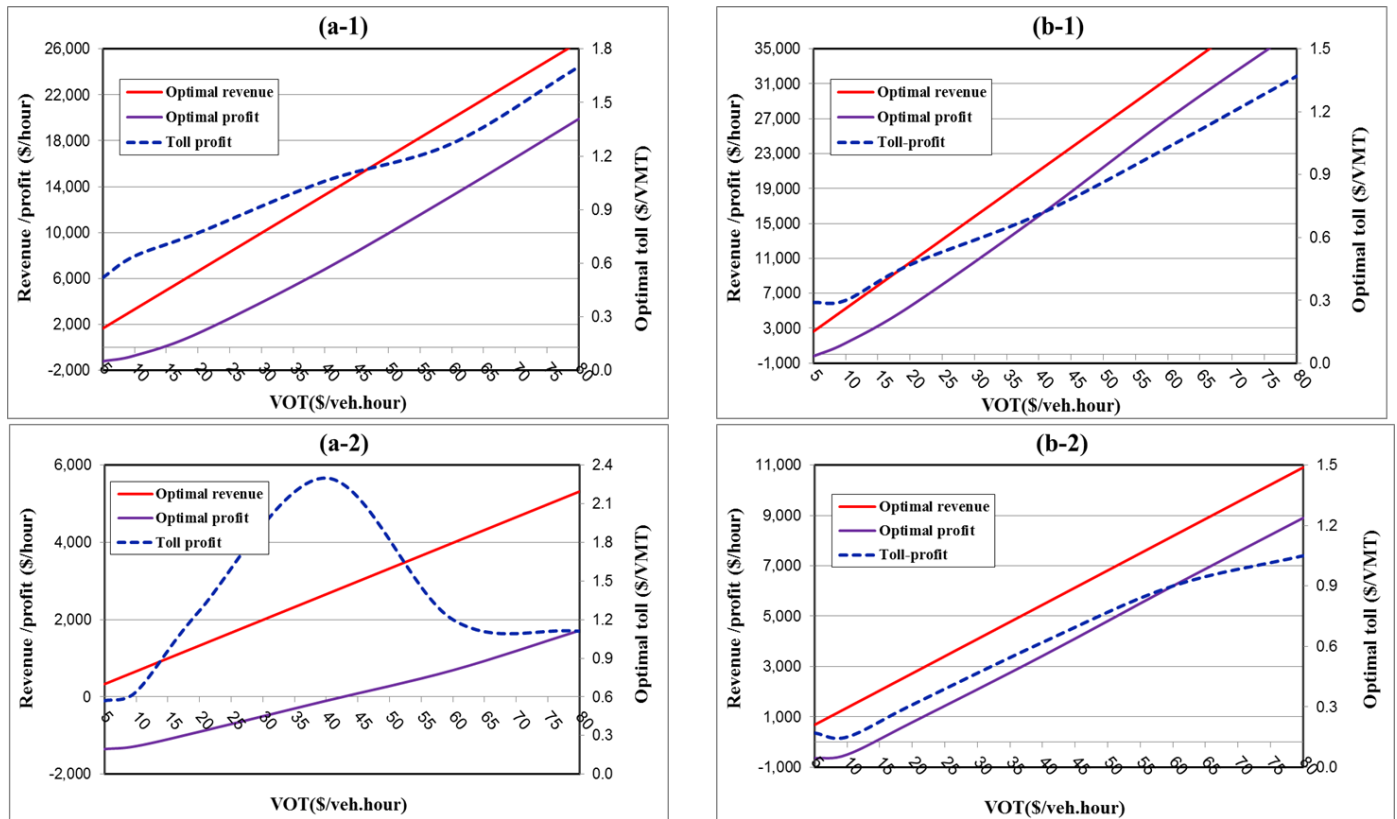 (a-1)
26,000
22,000
18,000
14,000
10,000
6,000
2,000
-2,000
Revenue /profit ($/hour)
Optimal revenue
Optimal profit
Toll profit
1.8
1.5
1.2
0.9
0.6
0.3
0.0
Optimal toll ($/VMT)
5 10 15 20 25 30 35 40 45 50 55 60 65 70 75 80
VOT($/veh.hour)
(b-1)
35,000
31,000
27,000
23,000
19,000
15,000
11,000
7,000
3,000
-1,000
Revenue /profit ($/hour)
Optimal revenue
Optimal profit
Toll-profit
1.5
1.2
0.9
0.6
0.3
0.0
Optimal toll ($/VMT)
5 10 15 20 25 30 35 40 45 50 55 60 65 70 75 80
VOT($/veh.hour)
(a-2)
6,000
4,000
2,000
0
-2,000
Revenue /profit ($/hour)
Optimal revenue
Optimal profit
Toll profit
2.4
2.1
1.8
1.5
1.2
0.9
0.6
0.3
0.0
Optimal toll ($/VMT)
5 10 15 20 25 30 35 40 45 50 55 60 65 70 75 80
VOT($/veh.hour)
(b-2)
11,000
9,000
7,000
5,000
3,000
1,000
-1,000
Revenue /profit ($/hour)
Optimal revenue
Optimal profit
Toll-profit
1.5
1.2
0.9
0.6
0.3
0.0
Optimal toll ($/VMT)
5 10 15 20 25 30 35 40 45 50 55 60 65 70 75 80
VOT($/veh.hour)